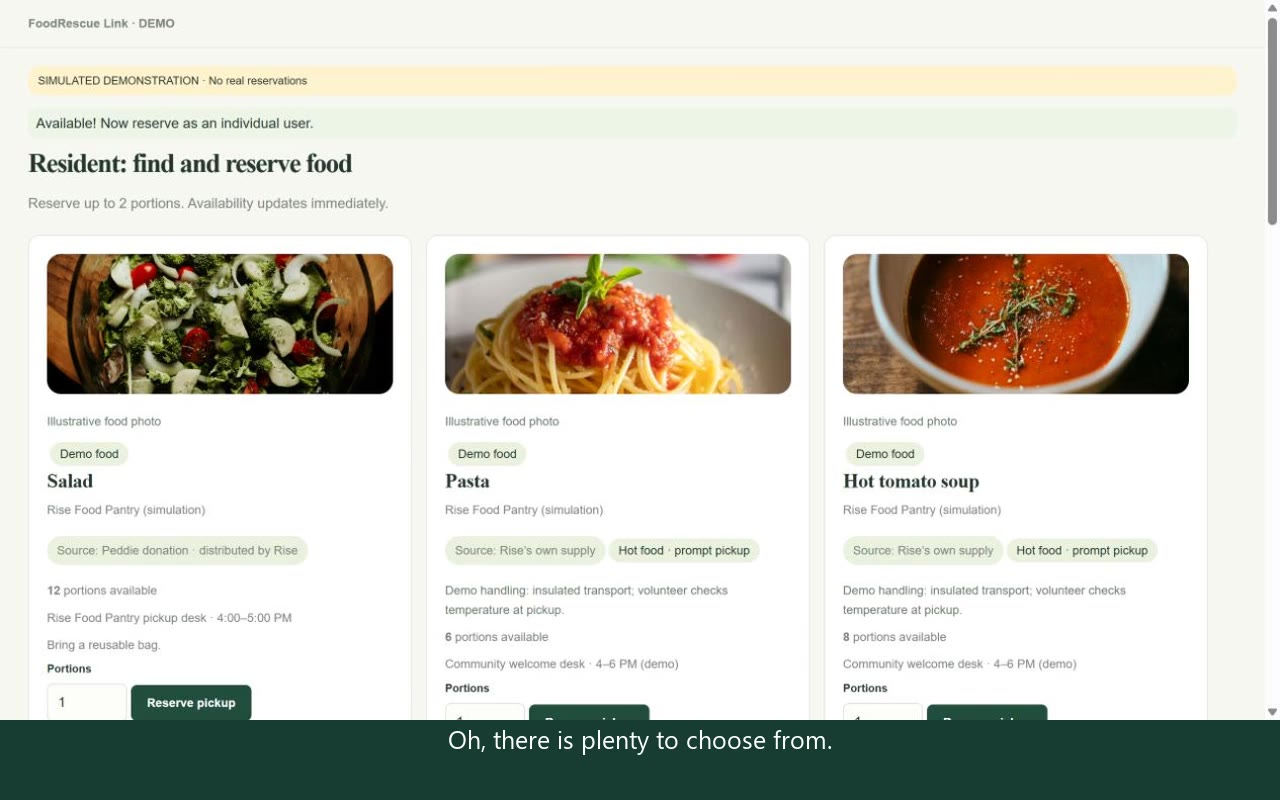 FoodRescue Link · DEMO
SIMULATED DEMONSTRATION · No real reservations
Available! Now reserve as an individual user.
Resident: find and reserve food
Reserve up to 2 portions. Availability updates immediately.
Illustrative food photo
Demo food
Salad
Rise Food Pantry (simulation)
Source: Peddie donation · distributed by Rise
12 portions available
Rise Food Pantry pickup desk · 4:00–5:00 PM
Bring a reusable bag.
Portions
1
Reserve pickup
Illustrative food photo
Demo food
Pasta
Rise Food Pantry (simulation)
Source: Rise's own supply
Hot food · prompt pickup
Demo handling: insulated transport; volunteer checks
temperature at pickup.
6 portions available
Community welcome desk · 4–6 PM (demo)
Portions
Illustrative food photo
Demo food
Hot tomato soup
Rise Food Pantry (simulation)
Source: Rise's own supply
Hot food · prompt pickup
Demo handling: insulated transport; volunteer checks
temperature at pickup.
8 portions available
Community welcome desk · 4–6 PM (demo)
Portions
Oh, there is plenty to choose from.